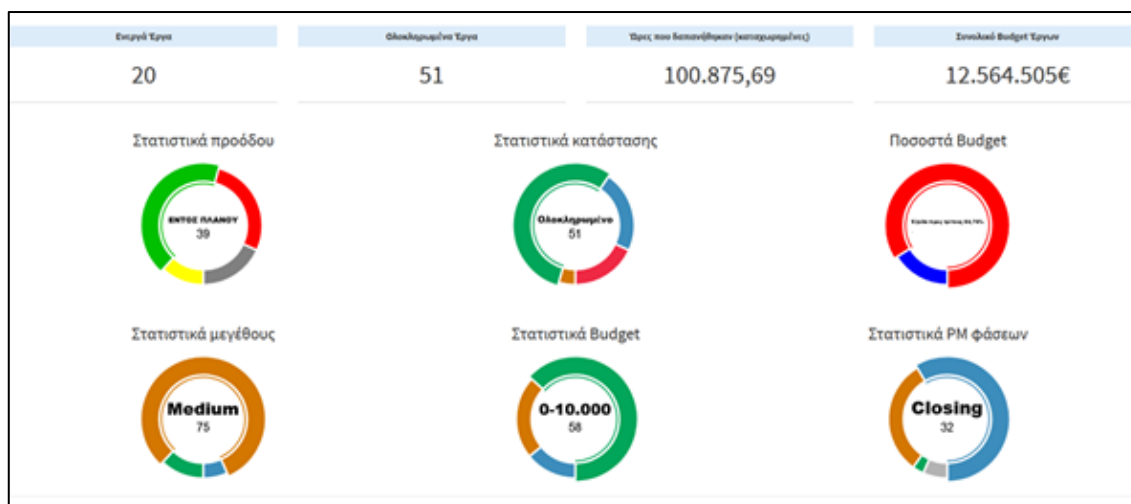 Ενεργά Έργα
Ολοκληρωμένα Έργα
Ώρες που δαπανήθηκαν (καταχωρημένες)
Συνολικό Budget Έργων
20
51
100.875,69
12.564.505€
Στατιστικά προόδου
Στατιστικά κατάστασης
Ποσοστά Budget
ΕΝΤΟΣ ΠΛΑΝΟΥ
39
Ολοκληρωμένο
51
Στατιστικά μεγέθους
Στατιστικά Budget
Στατιστικά PM φάσεων
Medium
75
0-10.000
58
Closing
32